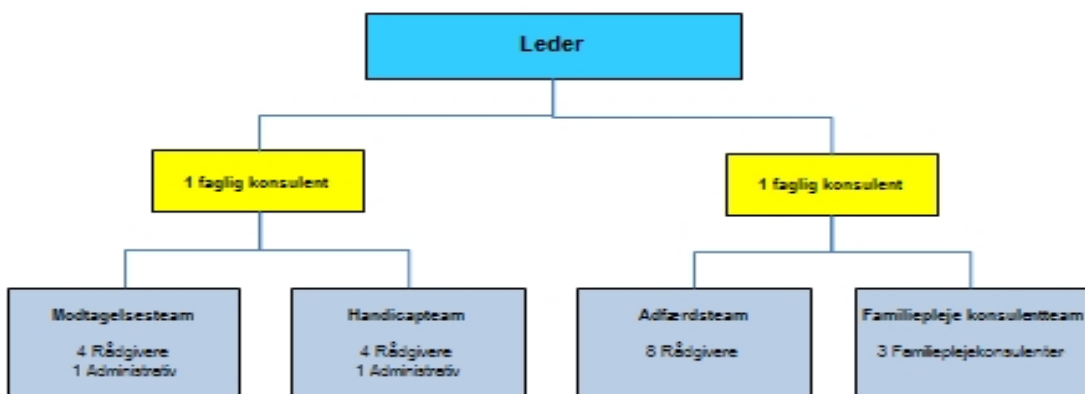 Leder
1 faglig konsulent
1 faglig konsulent
Modtagelsesteam
4 Rådgivere
1 Administrativ
Handicapteam
4 Rådgivere
1 Administrativ
Adfærdsteam
8 Rådgivere
Familiepleje konsulentteam
3 Familieplejekonsulenter